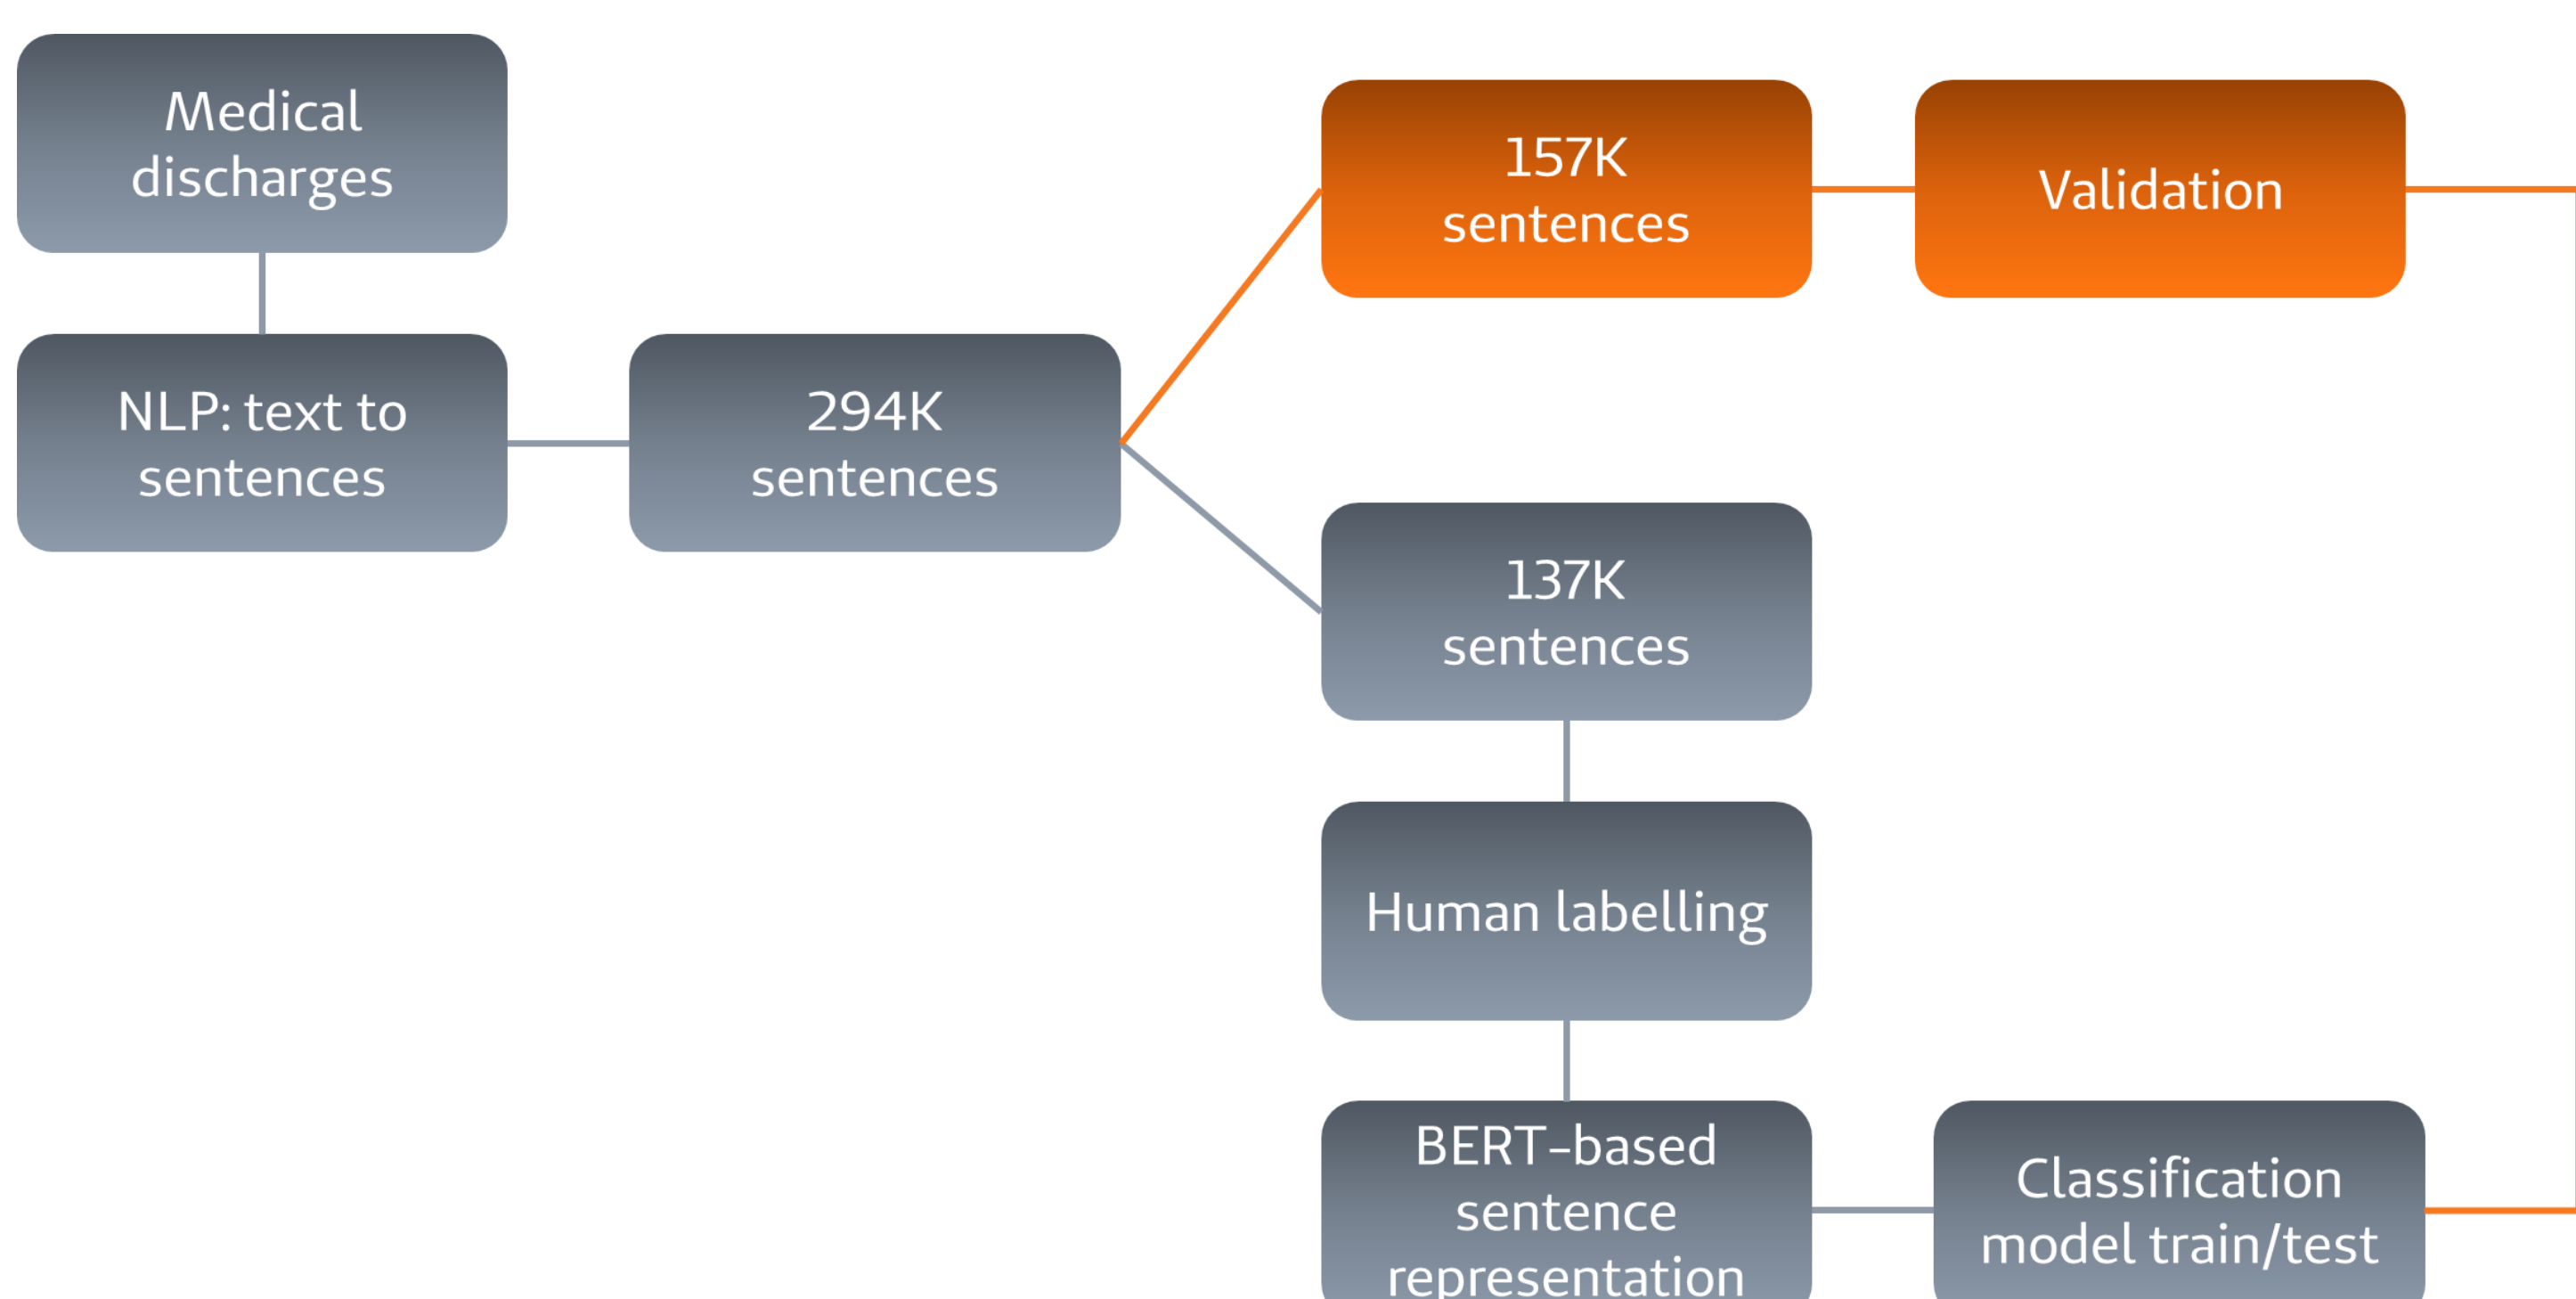 Medical
discharges
NLP: text to
sentences
294K
sentences
157K
sentences
Validation
137K
sentences
Human labelling
BERT-based
sentence
representation
Classification
model train/test